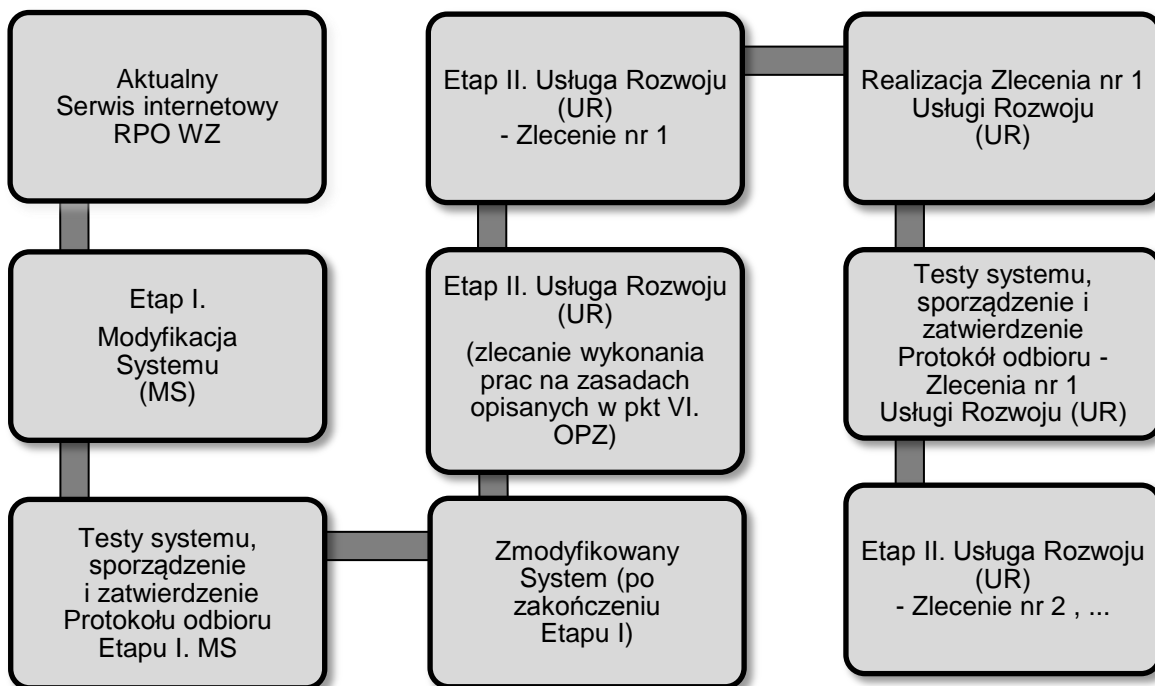 Aktualny
Serwis internetowy
RPO WZ
Etap I.
Modyfikacja
Systemu
(MS)
Testy systemu,
sporządzenie
i zatwierdzenie
Protokołu odbioru
Etapu I. MS
Zmodyfikowany
System (po
zakończeniu
Etapu I)
Etap II. Usługa Rozwoju
(UR)
(zlecanie wykonania
prac na zasadach
opisanych w pkt VI.
OPZ)
Etap II. Usługa Rozwoju
(UR)
- Zlecenie nr 1
Realizacja Zlecenia nr 1
Usługi Rozwoju
(UR)
Testy systemu,
sporządzenie i
zatwierdzenie
Protokół odbioru -
Zlecenia nr 1
Usługi Rozwoju (UR)
Etap II. Usługa Rozwoju
(UR)
- Zlecenie nr 2 , ...